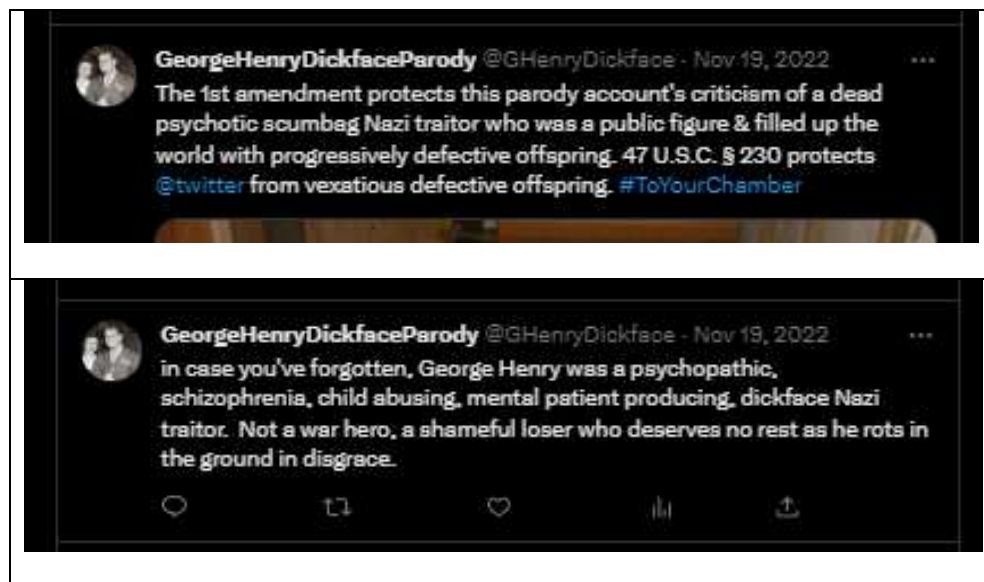 GeorgeHenryDickfaceParody @GHenryDickface · Nov 19, 2022
The 1st amendment protects this parody account's criticism of a dead
psychotic scumbag Nazi traitor who was a public figure & filled up the
world with progressively defective offspring. 47 U.S.C. § 230 protects
@twitter from vexatious defective offspring. #ToYourChamber
GeorgeHenryDickfaceParody @GHenryDickface · Nov 19, 2022
in case you've forgotten, George Henry was a psychopathic,
schizophrenia, child abusing, mental patient producing, dickface Nazi
traitor. Not a war hero, a shameful loser who deserves no rest as he rots in
the ground in disgrace.